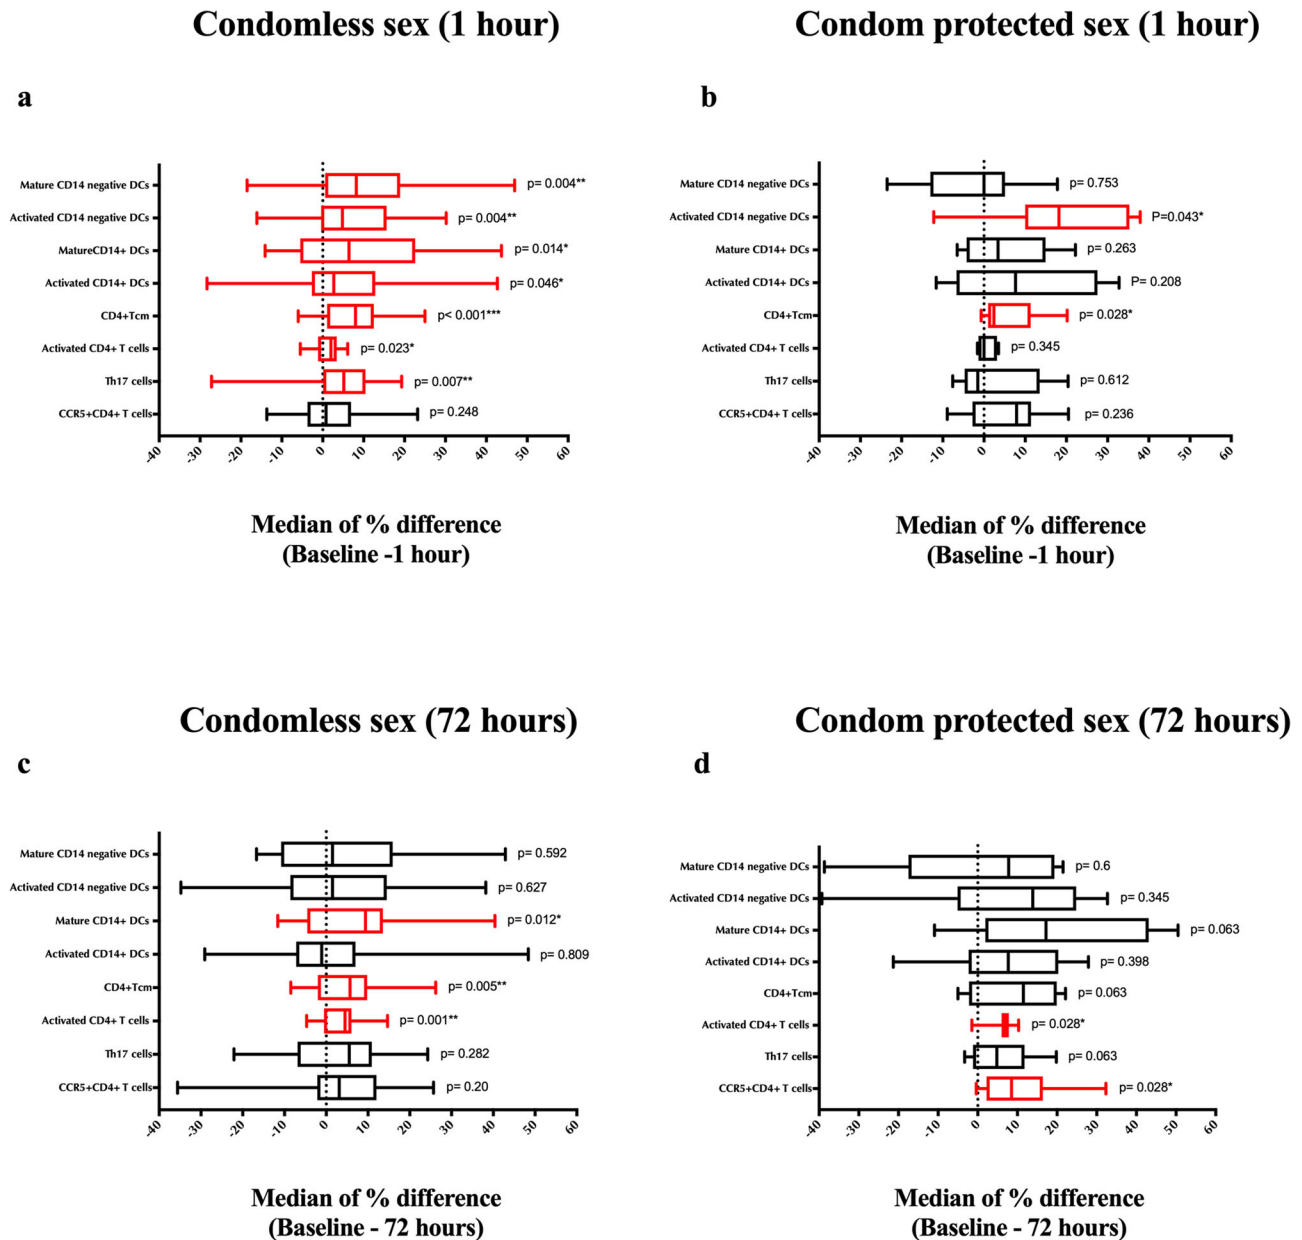 Condomless sex (1 hour)
a
Mature CD14 negative DCs
p= 0.004**
Activated CD14 negative DCs
p= 0.004**
MatureCD14+ DCs
p= 0.014*
Activated CD14+ DCs
p= 0.046*
CD4+Tcm
p< 0.001***
Activated CD4+ T cells
p= 0.023*
Th17 cells
p= 0.007**
CCR5+CD4+ T cells
p= 0.248
-40 -30 -20 -10 0 10 20 30 40 50 60
Median of % difference
(Baseline -1 hour)
Condom protected sex (1 hour)
b
Mature CD14 negative DCs
p= 0.753
Activated CD14 negative DCs
P=0.043*
Mature CD14+ DCs
p= 0.263
Activated CD14+ DCs
P= 0.208
CD4+Tcm
p= 0.028*
Activated CD4+ T cells
p= 0.345
Th17 cells
p= 0.612
CCR5+CD4+ T cells
p= 0.236
-40 -30 -20 -10 0 10 20 30 40 50 60
Median of % difference
(Baseline -1 hour)
Condomless sex (72 hours)
c
Mature CD14 negative DCs
p= 0.592
Activated CD14 negative DCs
p= 0.627
Mature CD14+ DCs
p= 0.012*
Activated CD14+ DCs
p= 0.809
CD4+Tcm
p= 0.005**
Activated CD4+ T cells
p= 0.001**
Th17 cells
p= 0.282
CCR5+CD4+ T cells
p= 0.20
-40 -30 -20 -10 0 10 20 30 40 50 60
Median of % difference
(Baseline - 72 hours)
Condom protected sex (72 hours)
d
Mature CD14 negative DCs
p= 0.6
Activated CD14 negative DCs
p= 0.345
Mature CD14+ DCs
p= 0.063
Activated CD14+ DCs
p= 0.398
CD4+Tcm
p= 0.063
Activated CD4+ T cells
p= 0.028*
Th17 cells
p= 0.063
CCR5+CD4+ T cells
p= 0.028*
-40 -30 -20 -10 0 10 20 30 40 50 60
Median of % difference
(Baseline - 72 hours)